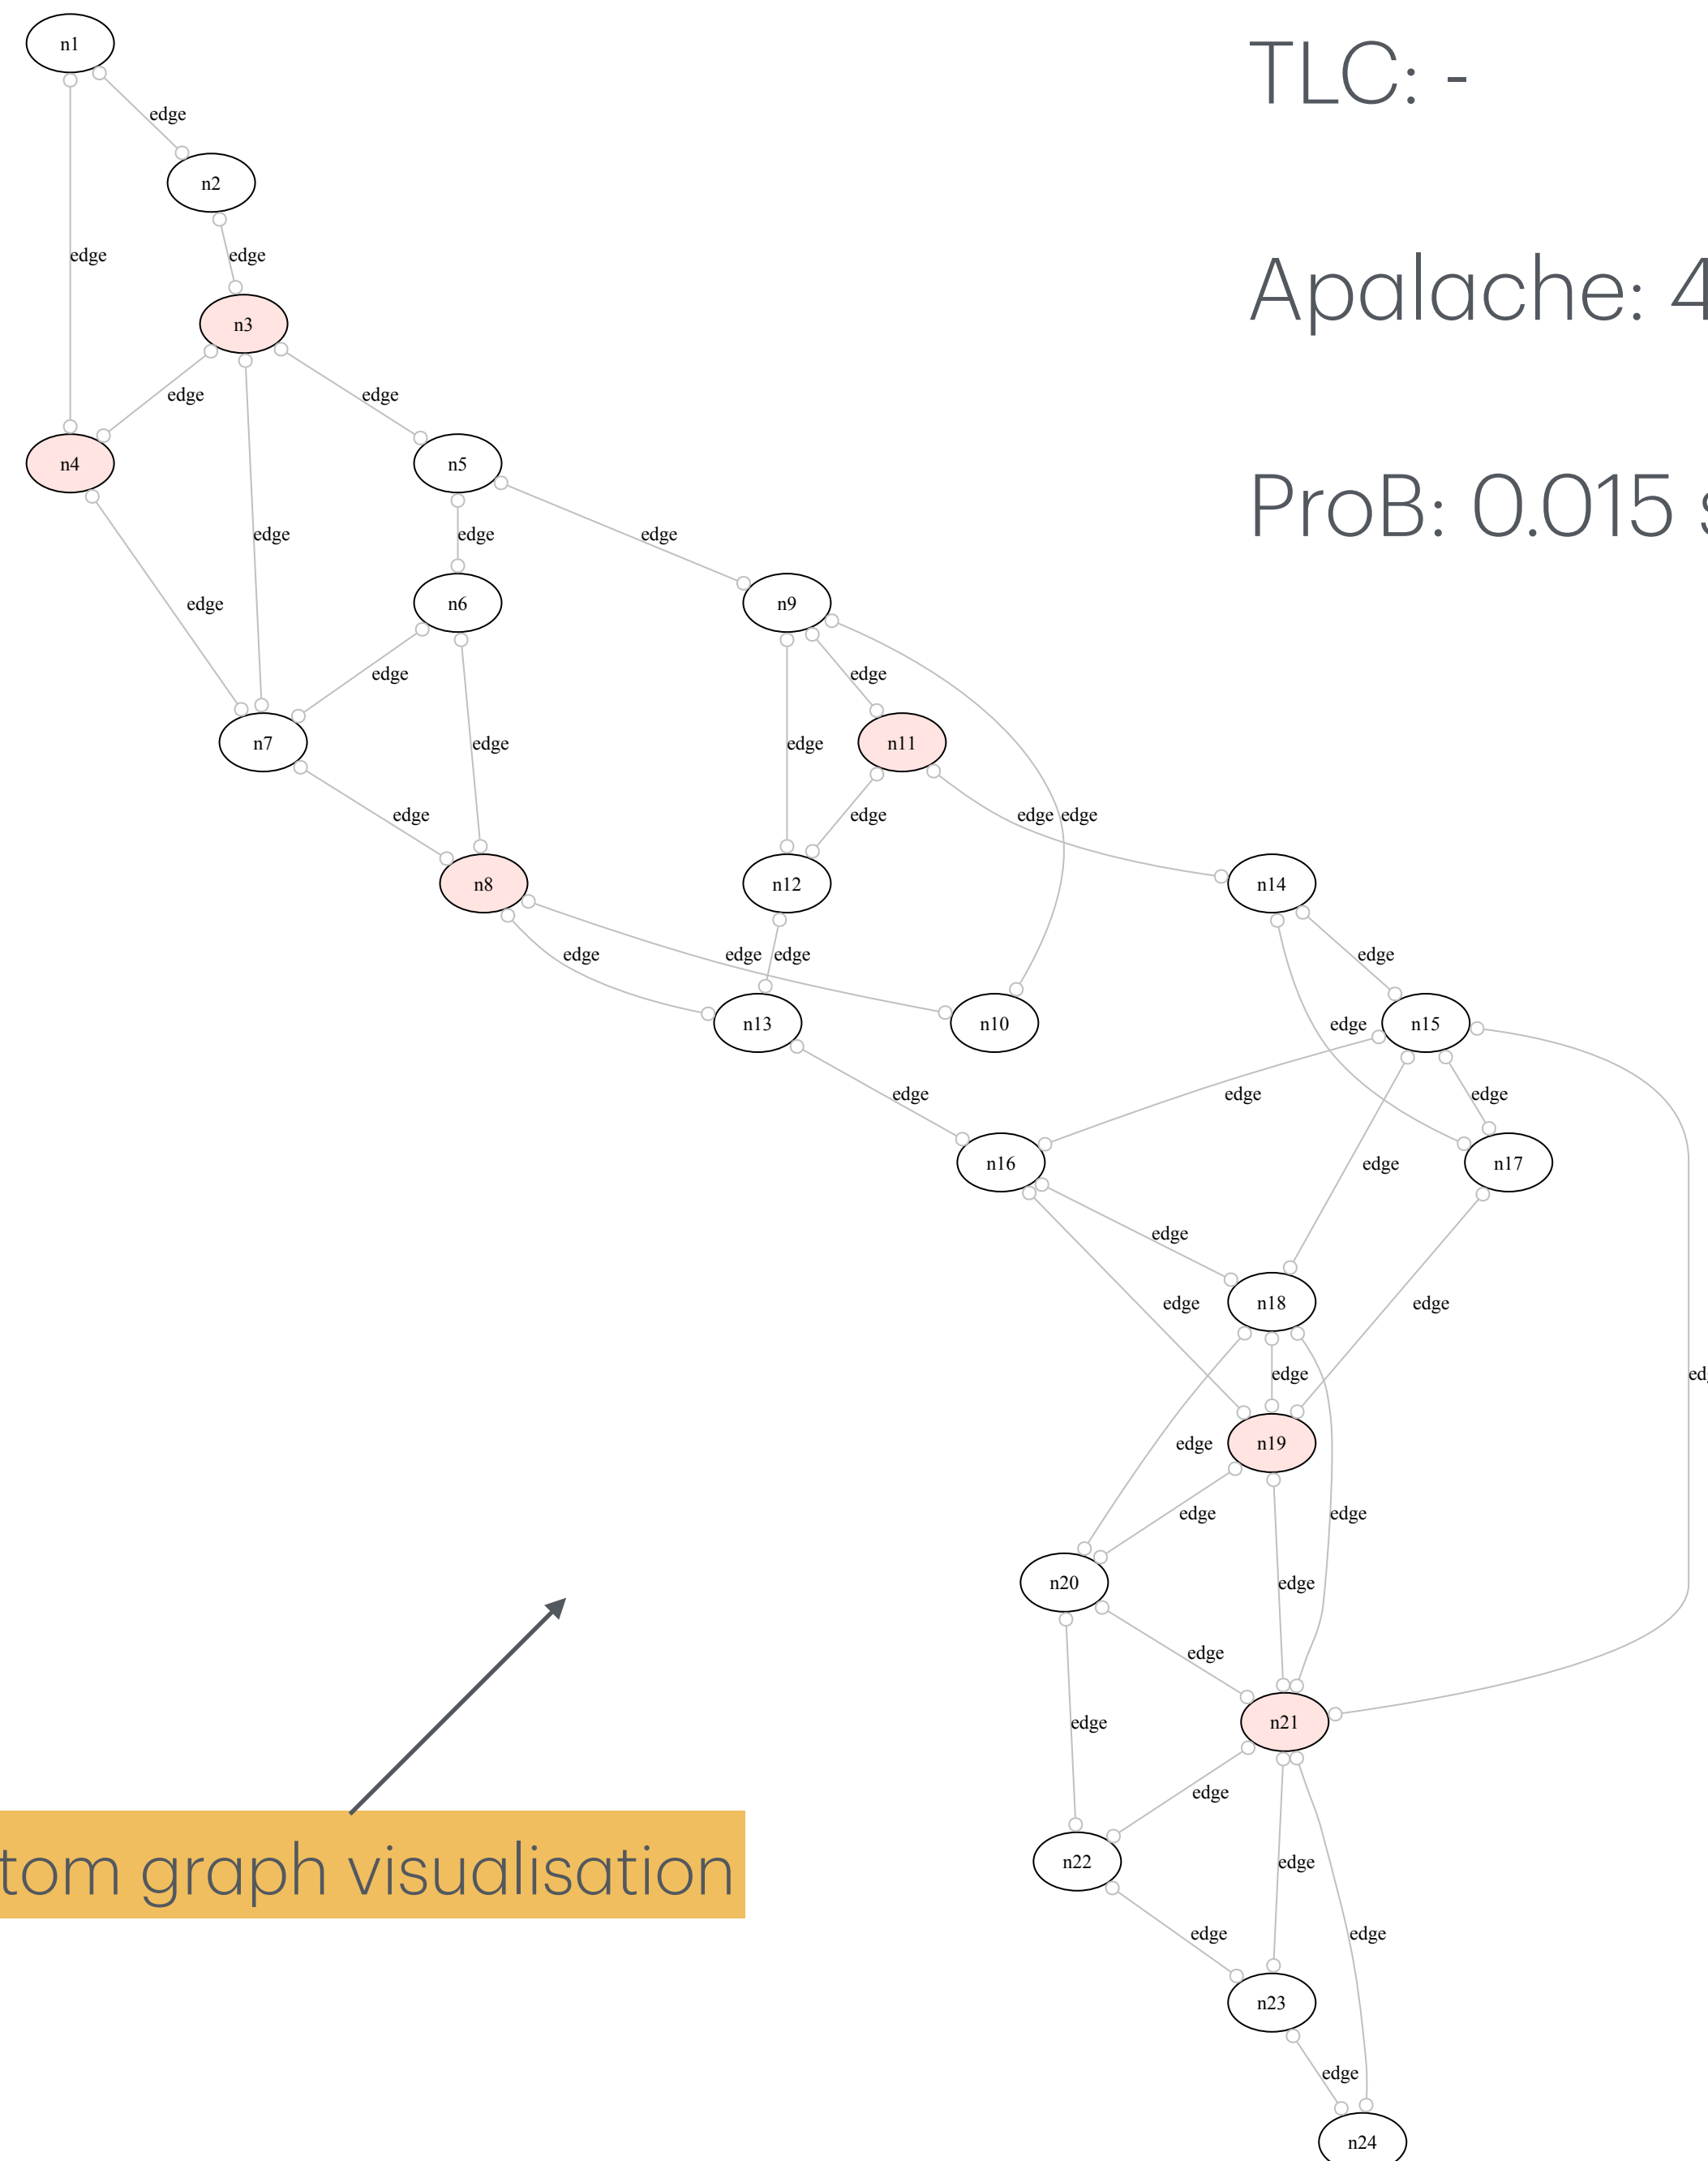 n1
TLC: -
edge
n2
edge
edge
Apalache: 4
n3
edge
edge
n4
n5
ProB: 0.015 s
edge
edge
edge
edge
n6
n9
edge
edge
n7
edge
edge
n11
edge
edge
edge
edge
n8
n12
n14
edge
edge
edge
edge
n13
n10
edge
n15
edge
edge
edge
n16
edge
n17
edge
n18
edge
edge
edge
edge
n19
edge
edge
edge
n20
edge
n21
edge
edge
n22
edge
tom graph visualisation
edge
edge
n23
edge
n24